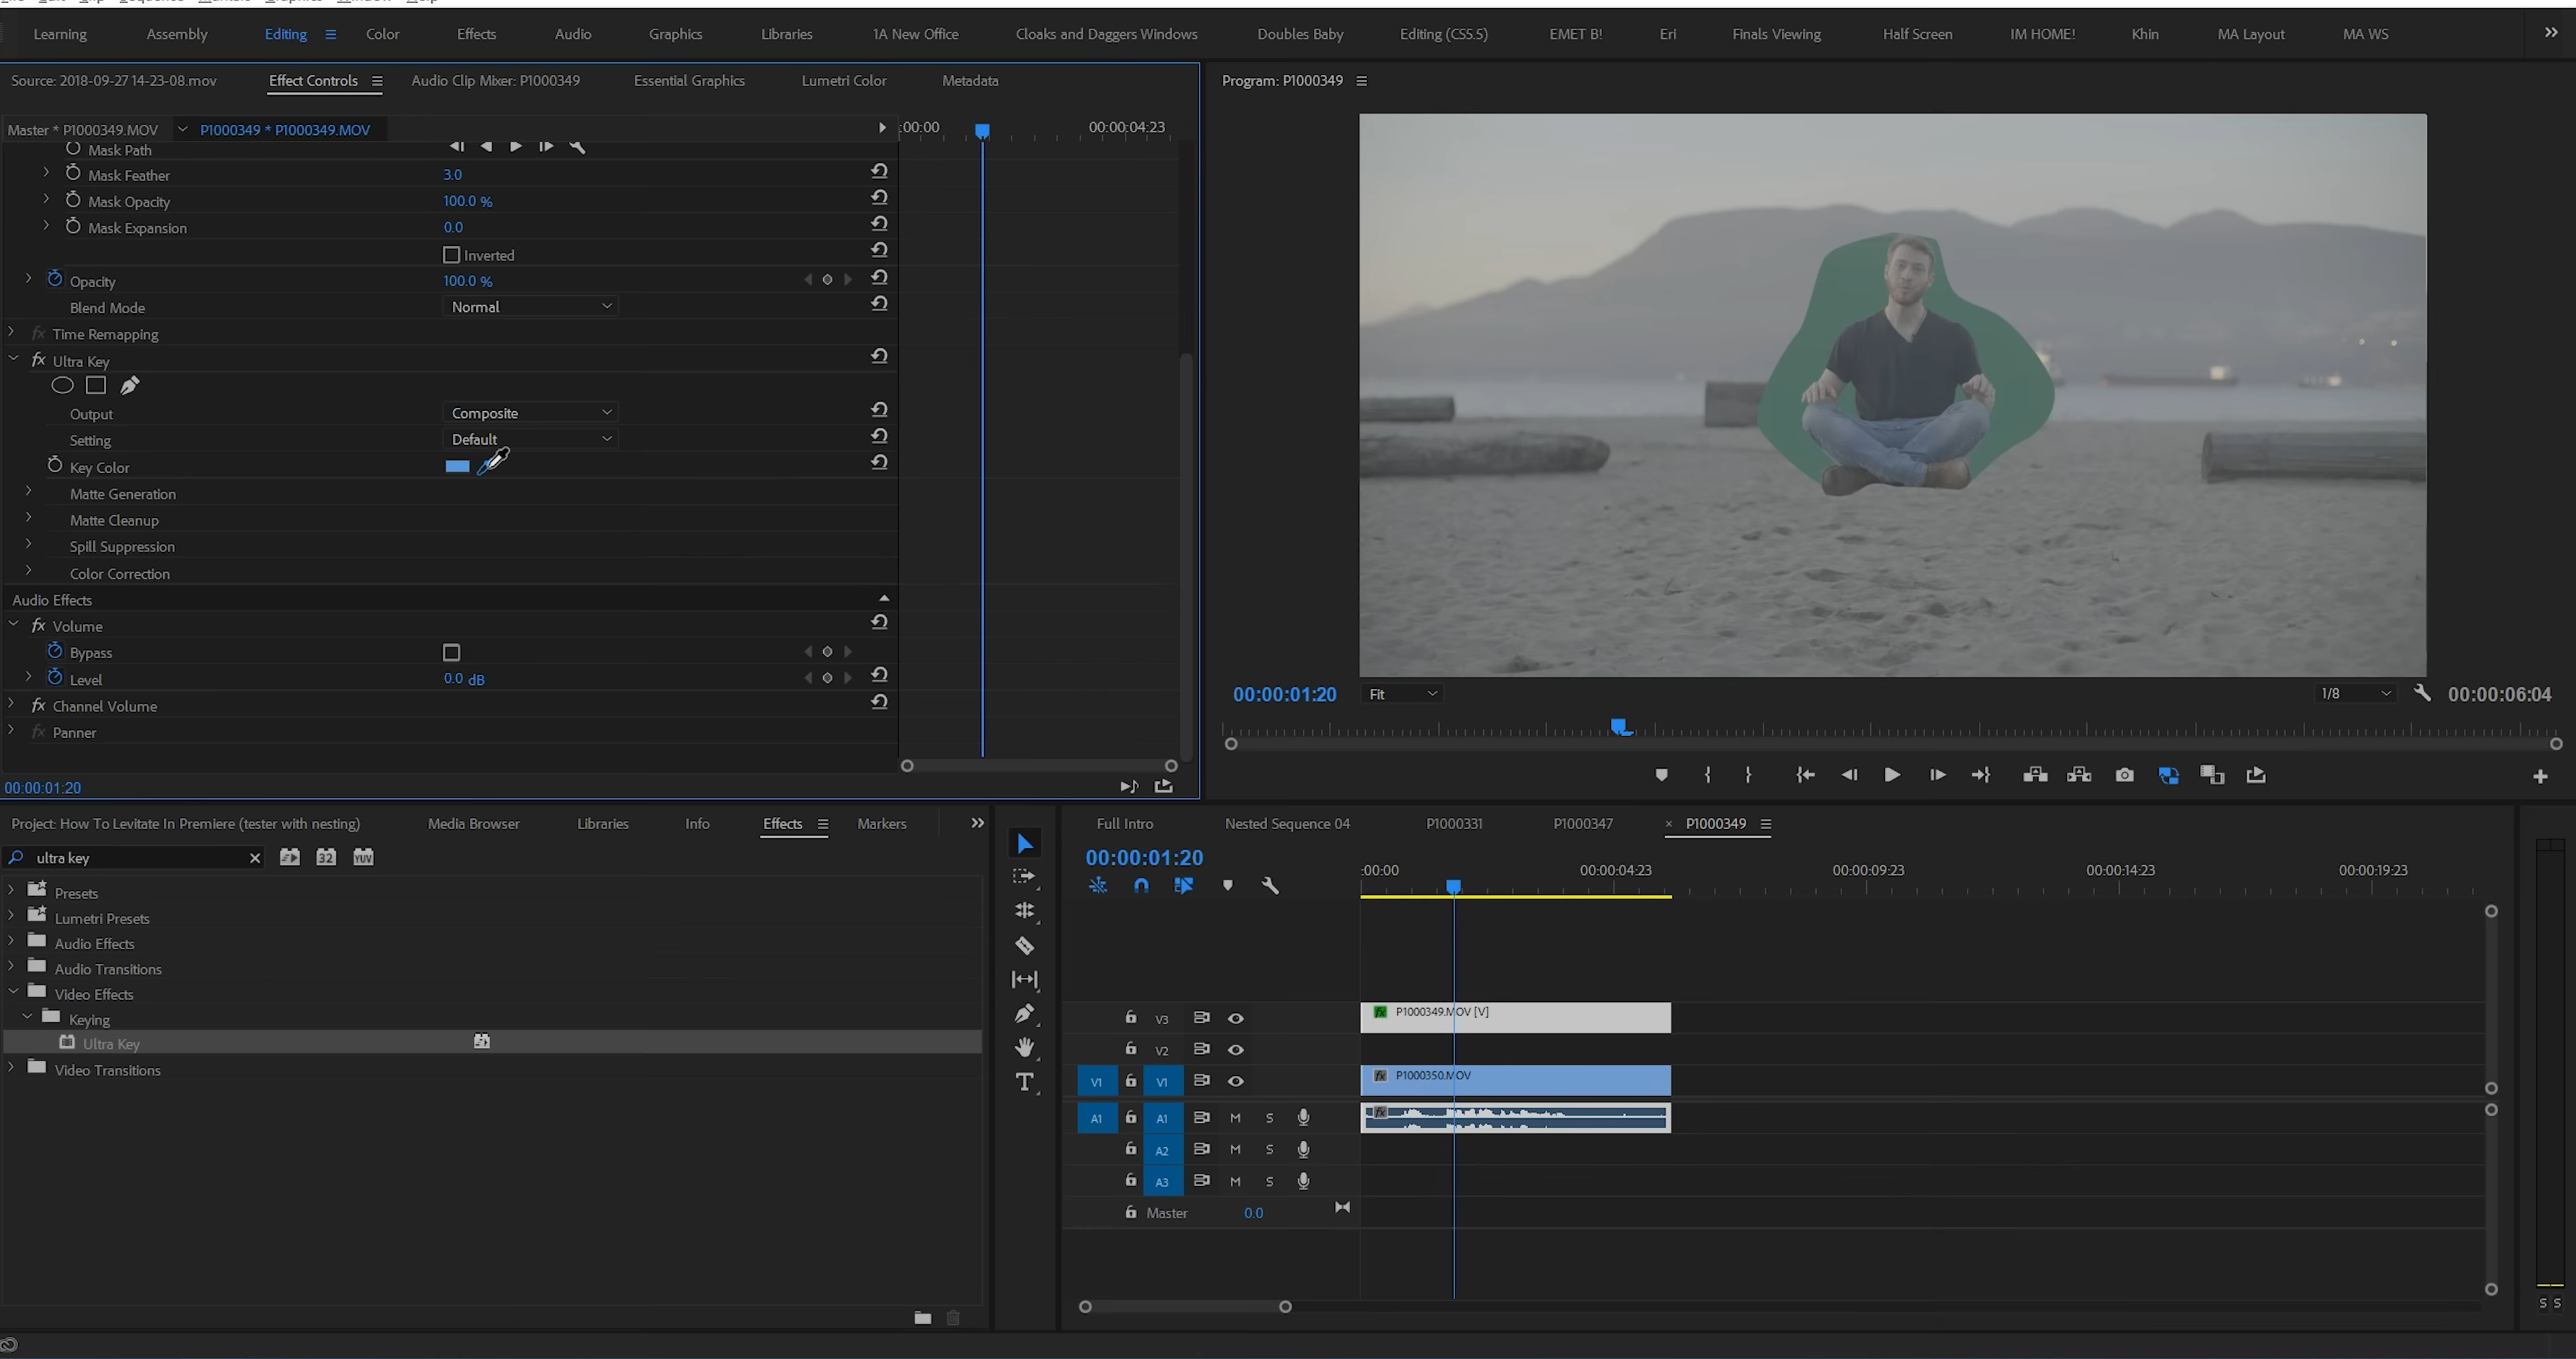 Learning Assembly Editing Color Effects Audio Graphics Libraries 1A New Office Cloaks and Daggers Windows Doubles Baby Editing (CS5.5) EMET B! Eri Finals Viewing Half Screen IM HOME! Khin MA Layout MA WS
Source: 2018-09-27 14-23-08.mov Effect Controls Audio Clip Mixer: P1000349 Essential Graphics Lumetri Color Metadata
Master * P1000349.MOV P1000349 * P1000349.MOV
:00:00 00:00:04:23
Mask Path
Mask Feather 3.0
Mask Opacity 100.0 %
Mask Expansion 0.0
Inverted
Opacity 100.0 %
Blend Mode Normal
fx Time Remapping
fx Ultra Key
Output Composite
Setting Default
Key Color
Matte Generation
Matte Cleanup
Spill Suppression
Color Correction
Audio Effects
fx Volume
Bypass
Level 0.0 dB
fx Channel Volume
fx Panner
00:00:01:20
Program: P1000349
00:00:01:20 Fit 1/8 00:00:06:04
Project: How To Levitate In Premiere (tester with nesting) Media Browser Libraries Info Effects Markers
ultra key 32 YUV
Presets
Lumetri Presets
Audio Effects
Audio Transitions
Video Effects
Keying
Ultra Key
Video Transitions
Full Intro Nested Sequence 04 P1000331 P1000347 × P1000349
00:00:01:20
:00:00 00:00:04:23 00:00:09:23 00:00:14:23 00:00:19:23
V3 fx P1000349.MOV [V]
V2
V1 V1 fx P1000350.MOV
A1 A1 M S fx
A2 M S
A3 M S
Master 0.0
S S